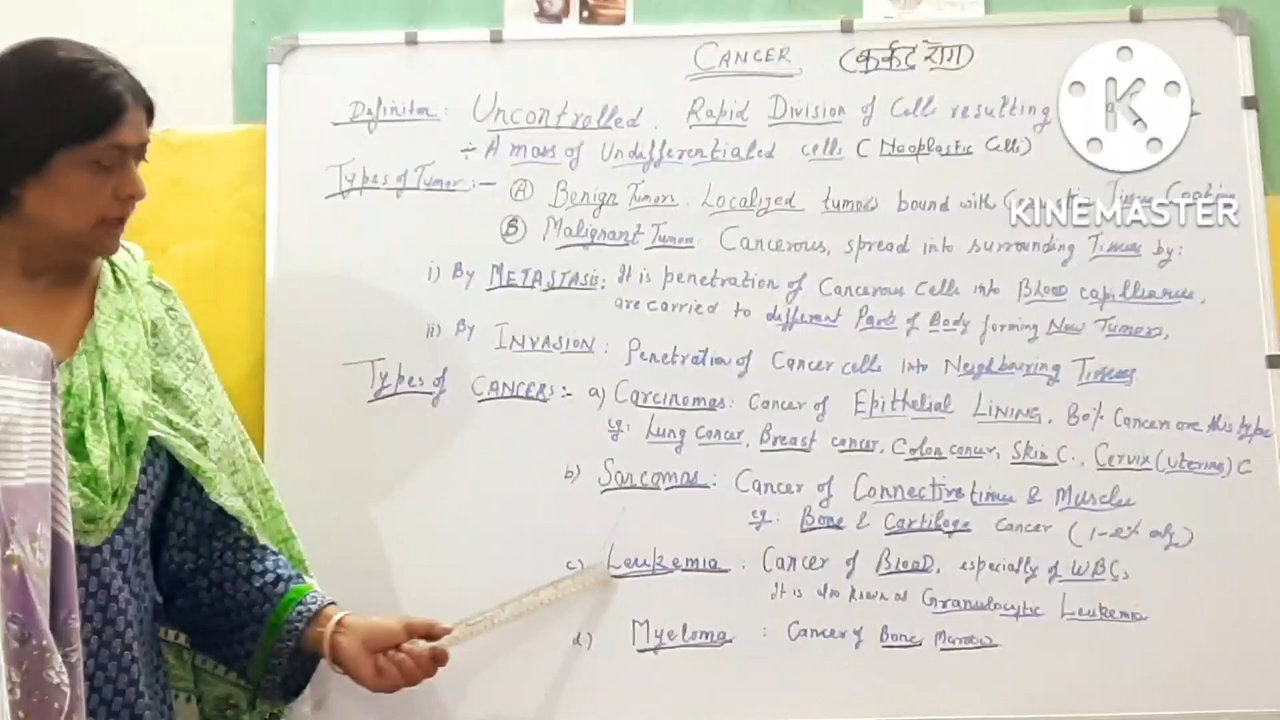 CANCER (कर्कट रोग)
Definition: Uncontrolled. Rapid Division of Cells resulting
÷ A mass of Undifferentiated cells (Neoplastic Cells)
Types of Tumor:- (A) Benign Tumors. Localized tumors bound with
KINEMASTER
(B) Malignant Tumor: Cancerous, spread into surrounding Tissues by:
i) By METASTASIS: It is penetration of Cancerous Cells into Blood capillaries,
are carried to different Parts of Body forming New Tumors,
ii) By INVASION: Penetration of Cancer cells into Neighbouring Tissues
Types of CANCERS:- a) Carcinomas: Cancer of Epithelial LINING. 80% Cancer are this type
eg: Lung Cancer, Breast cancer, Colon cancer, Skin C., Cervix (uterine) C
b) Sarcomas: Cancer of Connective tissue & Muscles
eg: Bone & Cartilage cancer (1-2% only)
c) Leukemia: Cancer of Blood, especially of WBCs
It is also known as Granulocytic Leukemia
d) Myeloma: Cancer of Bone Marrow